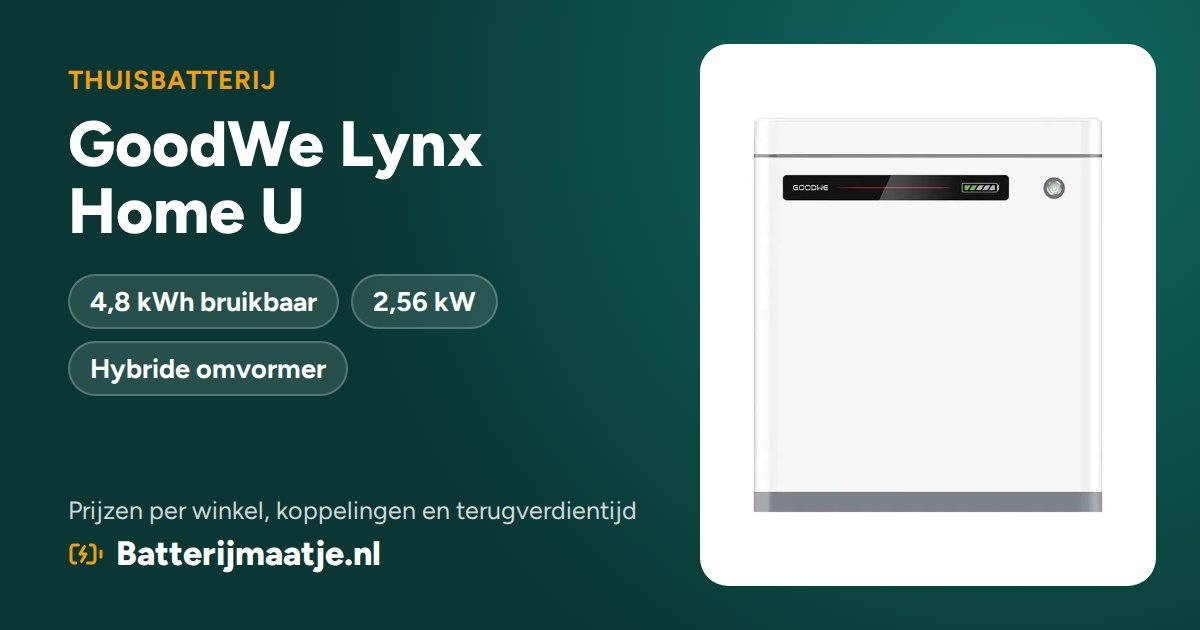 THUISBATTERIJ
GoodWe Lynx
Home U
4,8 kWh bruikbaar
2,56 kW
Hybride omvormer
Prijzen per winkel, koppelingen en terugverdientijd
Batterijmaatje.nl
GOODWE